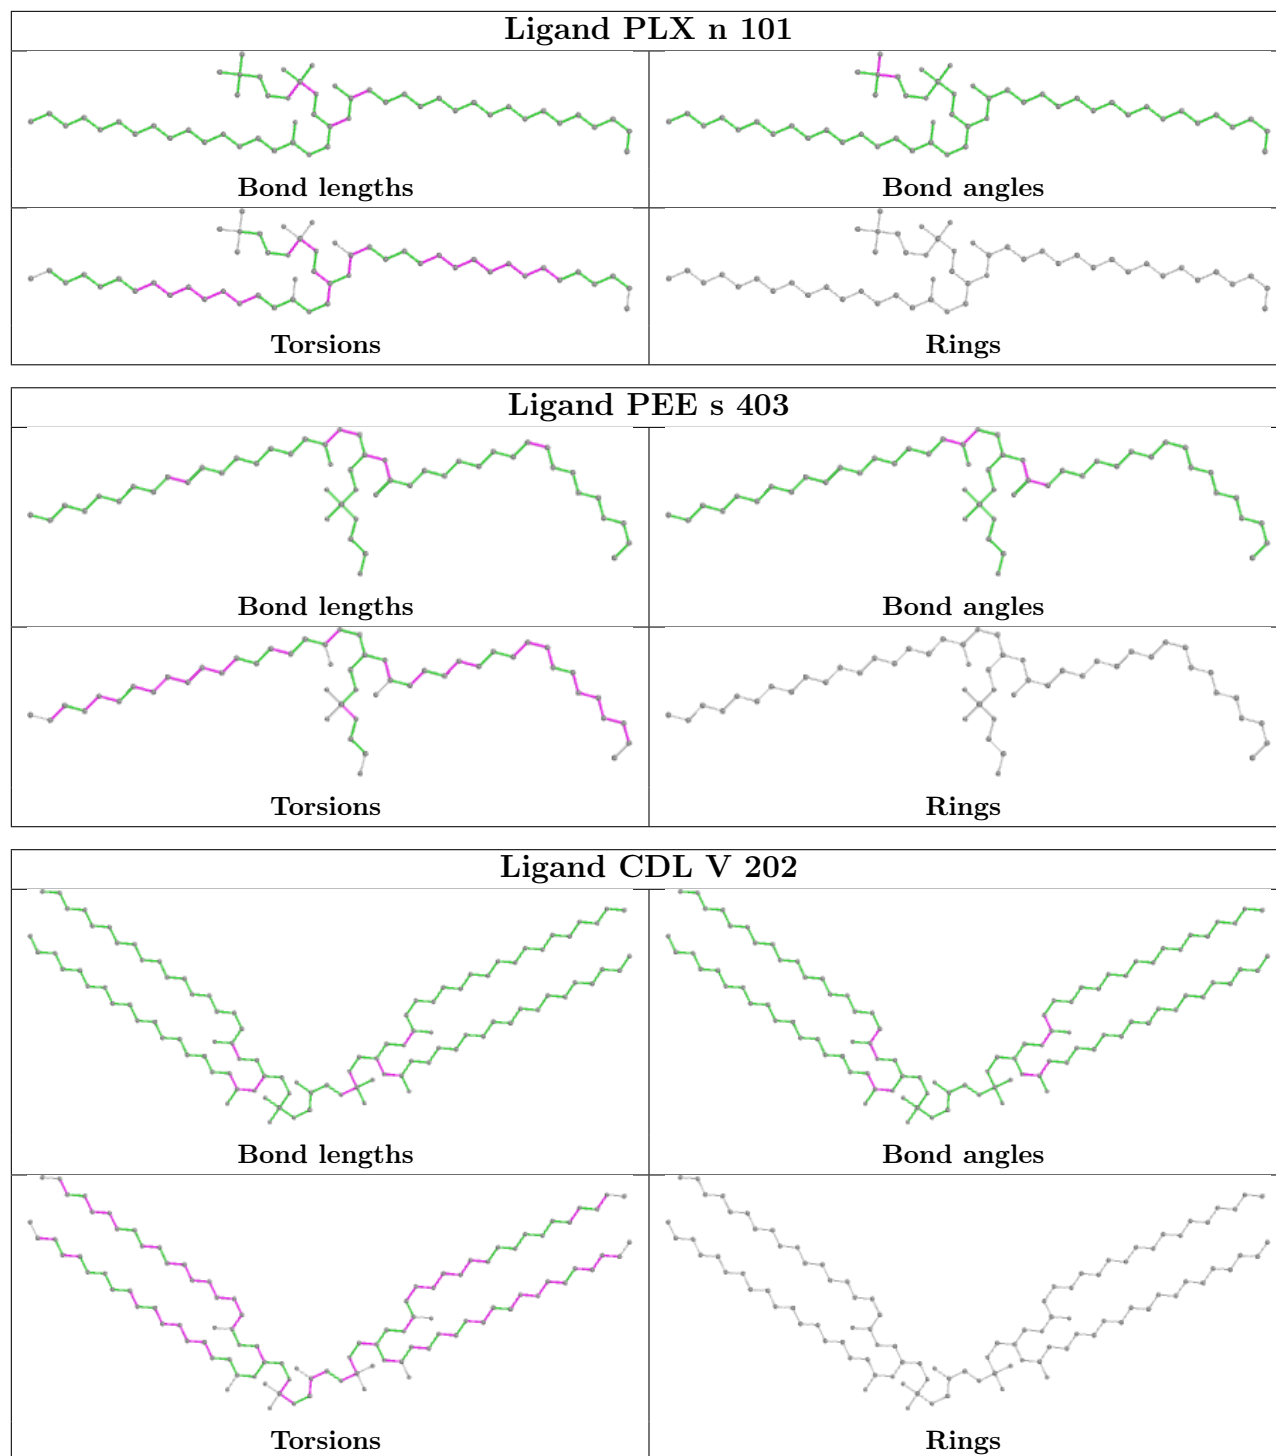 Ligand PLX n 101
Bond lengths
Bond angles
Torsions
Rings
Ligand PEE s 403
Bond lengths
Bond angles
Torsions
Rings
Ligand CDL V 202
Bond lengths
Bond angles
Torsions
Rings